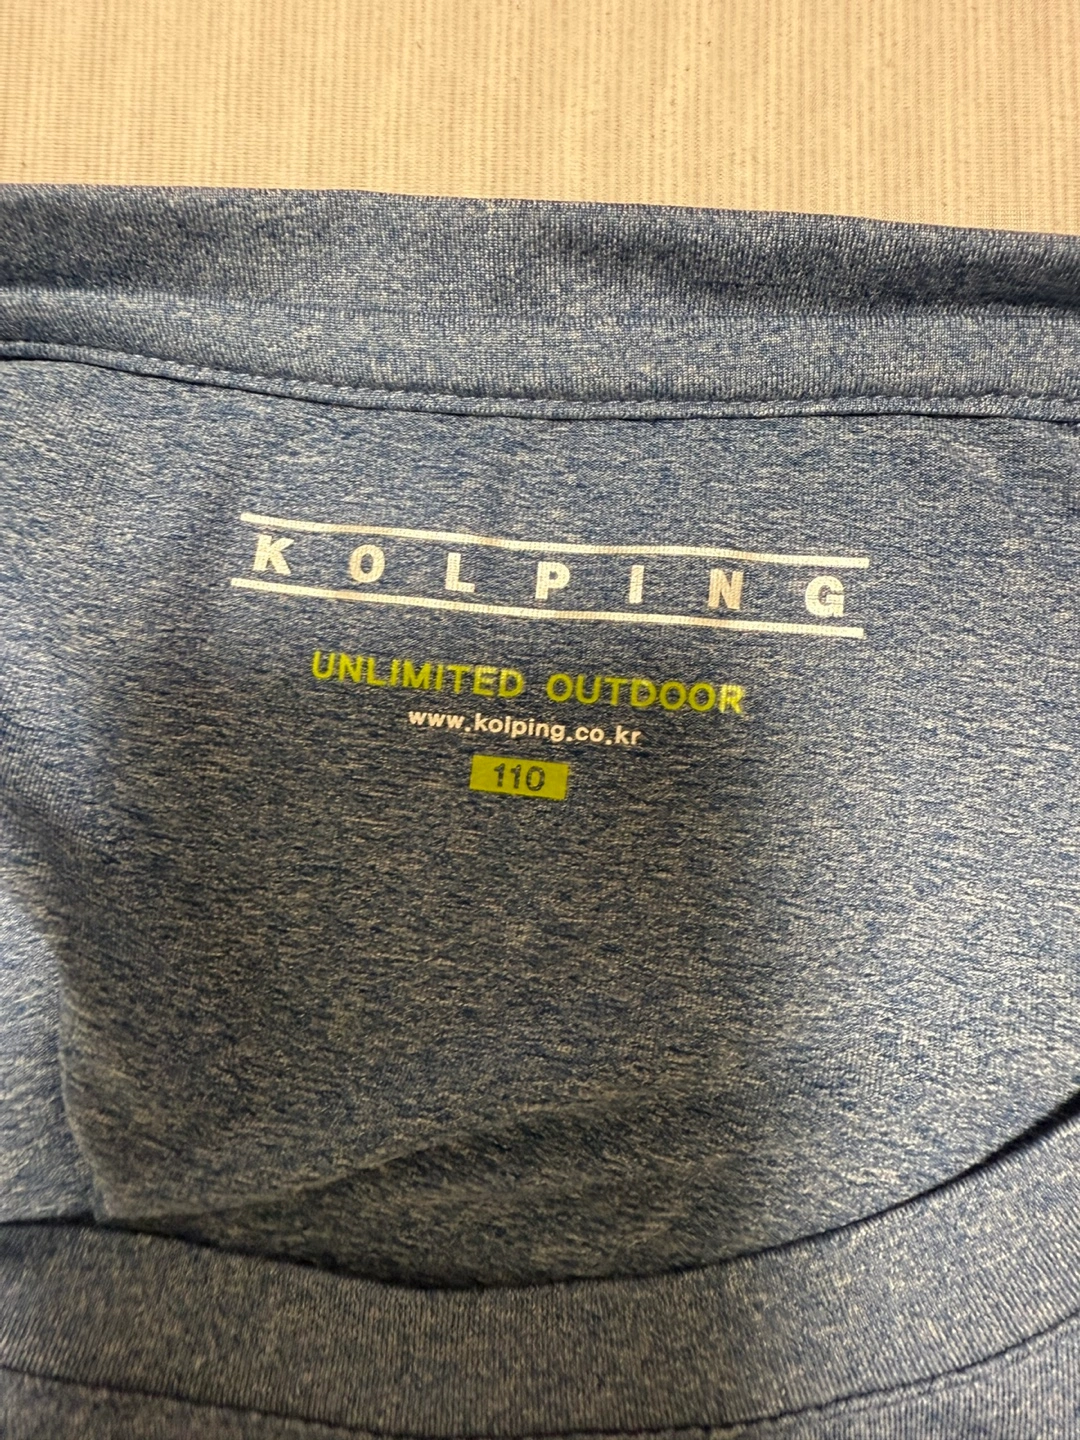 KOLPING
UNLIMITED OUTDOOR
www.kolping.co.kr
110